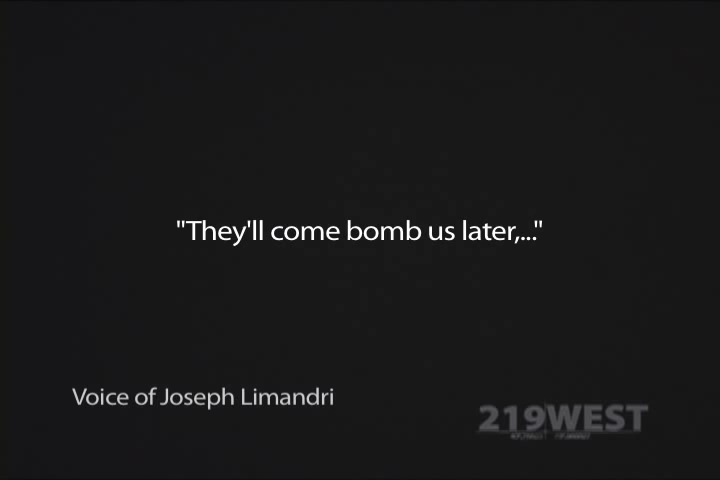 "They'll come bomb us later,..."
Voice of Joseph Limandri
219WEST